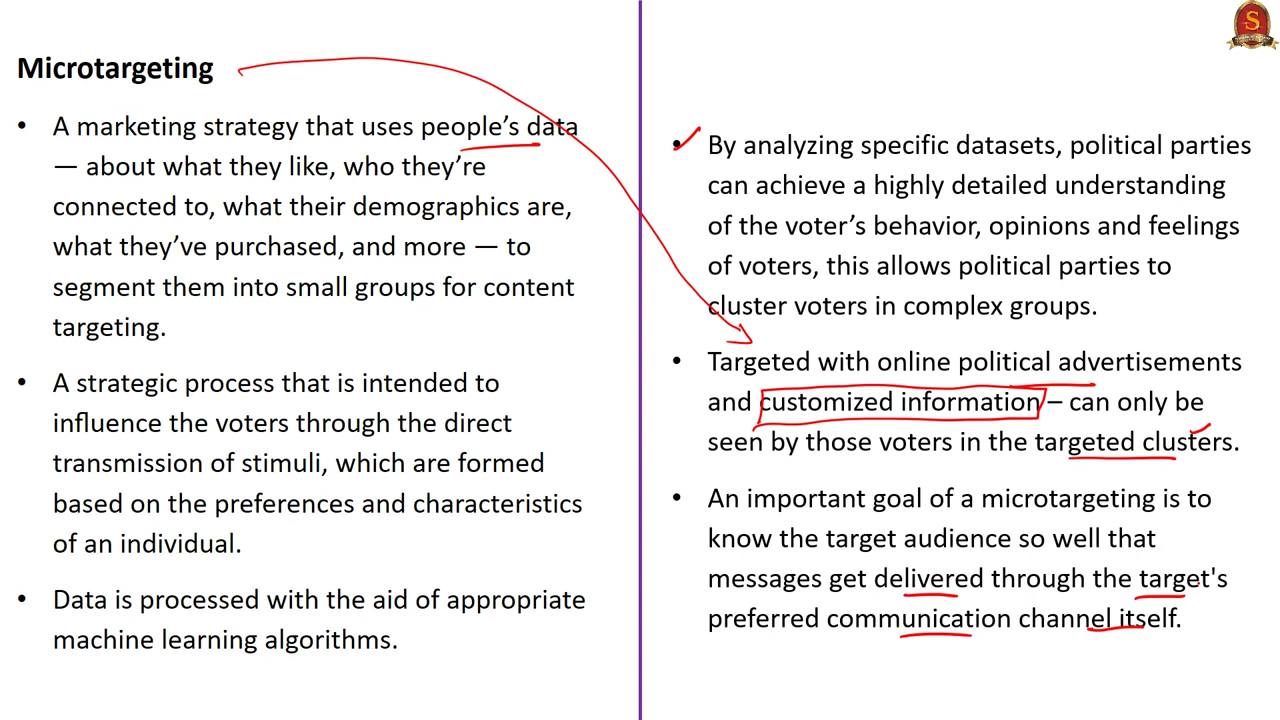 Microtargeting
• A marketing strategy that uses people's data
— about what they like, who they're
connected to, what their demographics are,
what they've purchased, and more — to
segment them into small groups for content
targeting.
• A strategic process that is intended to
influence the voters through the direct
transmission of stimuli, which are formed
based on the preferences and characteristics
of an individual.
• Data is processed with the aid of appropriate
machine learning algorithms.
• By analyzing specific datasets, political parties
can achieve a highly detailed understanding
of the voter's behavior, opinions and feelings
of voters, this allows political parties to
cluster voters in complex groups.
• Targeted with online political advertisements
and customized information – can only be
seen by those voters in the targeted clusters.
• An important goal of a microtargeting is to
know the target audience so well that
messages get delivered through the target's
preferred communication channel itself.
S